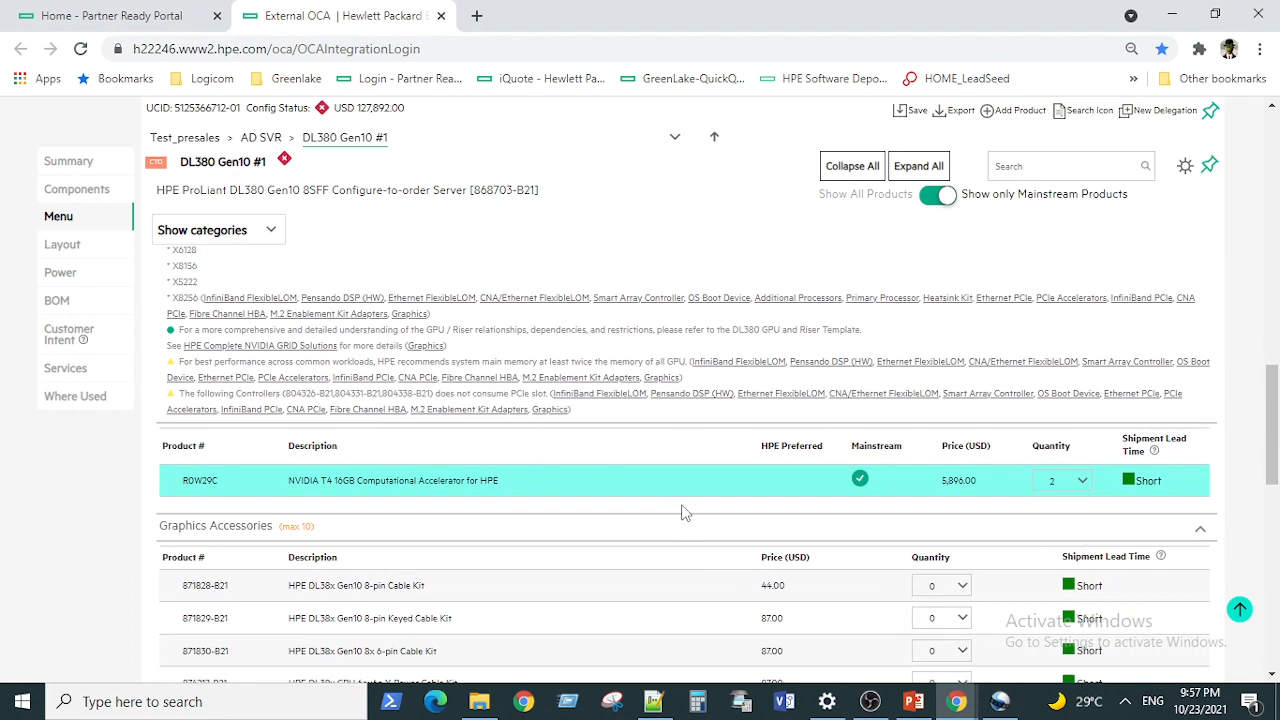 Home - Partner Ready Portal
External OCA | Hewlett Packard E
h22246.www2.hpe.com/oca/OCAIntegrationLogin
Apps
Bookmarks
Logicom
Greenlake
Login - Partner Rea...
iQuote - Hewlett Pa...
GreenLake-QuickQ...
HPE Software Depo...
HOME_LeadSeed
»
Other bookmarks
UCID: 5125366712-01 Config Status: USD 127,892.00
Save Export Add Product Search Icon New Delegation
Test_presales > AD SVR > DL380 Gen10 #1
CTO DL380 Gen10 #1
Collapse All Expand All Search
HPE ProLiant DL380 Gen10 8SFF Configure-to-order Server [868703-B21]
Show All Products Show only Mainstream Products
Summary
Components
Menu
Layout
Power
BOM
Customer
Intent ?
Services
Where Used
Show categories
* X6128
* X8156
* X5222
* X8256 (InfiniBand FlexibleLOM, Pensando DSP (HW), Ethernet FlexibleLOM, CNA/Ethernet FlexibleLOM, Smart Array Controller, OS Boot Device, Additional Processors, Primary Processor, Heatsink Kit, Ethernet PCIe, PCIe Accelerators, InfiniBand PCIe, CNA
PCIe, Fibre Channel HBA, M.2 Enablement Kit Adapters, Graphics)
For a more comprehensive and detailed understanding of the GPU / Riser relationships, dependencies, and restrictions, please refer to the DL380 GPU and Riser Template.
See HPE Complete NVIDIA GRID Solutions for more details (Graphics)
For best performance across common workloads, HPE recommends system main memory at least twice the memory of all GPU. (InfiniBand FlexibleLOM, Pensando DSP (HW), Ethernet FlexibleLOM, CNA/Ethernet FlexibleLOM, Smart Array Controller, OS Boot
Device, Ethernet PCIe, PCIe Accelerators, InfiniBand PCIe, CNA PCIe, Fibre Channel HBA, M.2 Enablement Kit Adapters, Graphics)
The following Controllers (804326-B21,804331-B21,804338-B21) does not consume PCIe slot. (InfiniBand FlexibleLOM, Pensando DSP (HW), Ethernet FlexibleLOM, CNA/Ethernet FlexibleLOM, Smart Array Controller, OS Boot Device, Ethernet PCIe, PCIe
Accelerators, InfiniBand PCIe, CNA PCIe, Fibre Channel HBA, M.2 Enablement Kit Adapters, Graphics)
Product # Description HPE Preferred Mainstream Price (USD) Quantity Shipment Lead
Time ?
R0W29C NVIDIA T4 16GB Computational Accelerator for HPE 5,896.00 2 Short
Graphics Accessories (max 10)
Product # Description Price (USD) Quantity Shipment Lead Time ?
871828-B21 HPE DL38x Gen10 8-pin Cable Kit 44.00 0 Short
871829-B21 HPE DL38x Gen10 8-pin Keyed Cable Kit 87.00 0 Short
871830-B21 HPE DL38x Gen10 8x 6-pin Cable Kit 87.00 0 Short
Activate Windows
Go to Settings to activate Windows.
Type here to search
29°C
ENG
9:57 PM
10/23/2021
1